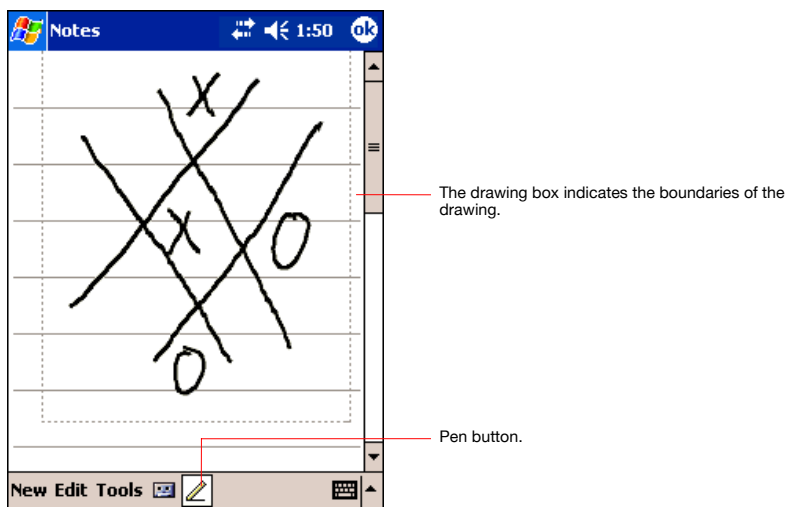 Notes 1:50 ok
X
X
O
O
The drawing box indicates the boundaries of the
drawing.
Pen button.
New Edit Tools